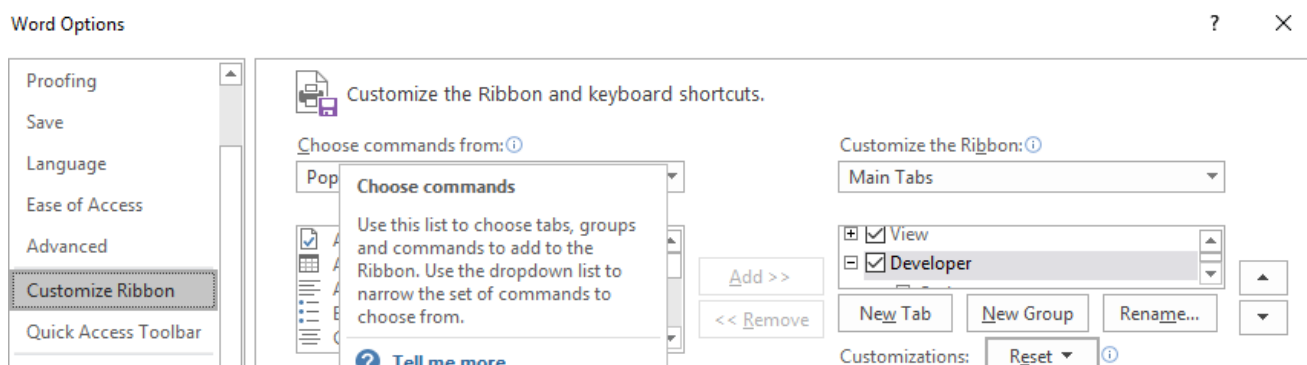 Word Options
?
Proofing
Save
Language
Ease of Access
Advanced
Customize Ribbon
Quick Access Toolbar
Customize the Ribbon and keyboard shortcuts.
Choose commands from:
Pop
Choose commands
Use this list to choose tabs, groups
and commands to add to the
Ribbon. Use the dropdown list to
narrow the set of commands to
choose from.
Tell me more
Add >>
<< Remove
Customize the Ribbon:
Main Tabs
View
Developer
New Tab
New Group
Rename...
Customizations:
Reset